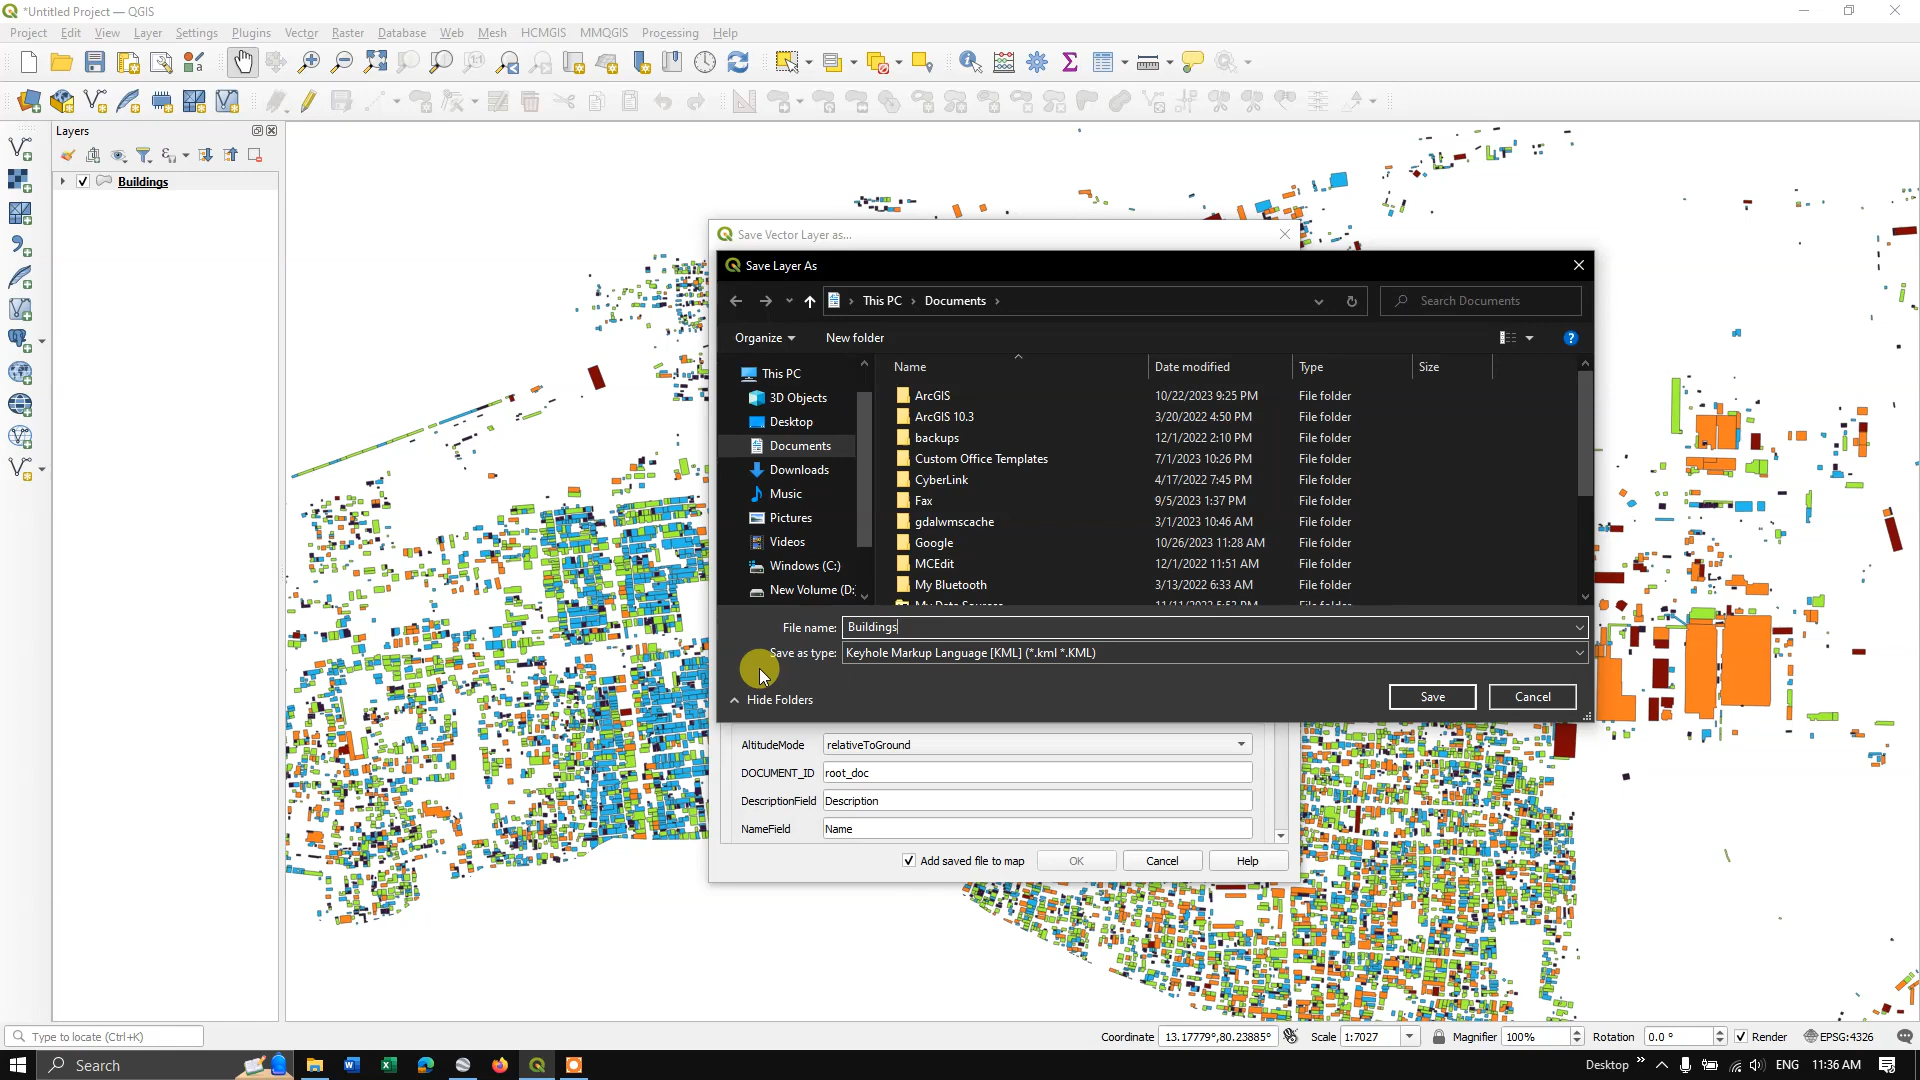 *Untitled Project — QGIS
Project Edit View Layer Settings Plugins Vector Raster Database Web Mesh HCMGIS MMQGIS Processing Help
Layers
Buildings
Save Vector Layer as...
Save Layer As
This PC › Documents ›
Search Documents
Organize
New folder
Name Date modified Type Size
This PC
3D Objects
Desktop
Documents
Downloads
Music
Pictures
Videos
Windows (C:)
New Volume (D:
ArcGIS 10/22/2023 9:25 PM File folder
ArcGIS 10.3 3/20/2022 4:50 PM File folder
backups 12/1/2022 2:10 PM File folder
Custom Office Templates 7/1/2023 10:26 PM File folder
CyberLink 4/17/2022 7:45 PM File folder
Fax 9/5/2023 1:37 PM File folder
gdalwmscache 3/1/2023 10:46 AM File folder
Google 10/26/2023 11:28 AM File folder
MCEdit 12/1/2022 11:51 AM File folder
My Bluetooth 3/13/2022 6:33 AM File folder
File name: Buildings
Save as type: Keyhole Markup Language [KML] (*.kml *.KML)
Hide Folders
Save
Cancel
AltitudeMode relativeToGround
DOCUMENT_ID root_doc
DescriptionField Description
NameField Name
Add saved file to map OK Cancel Help
Type to locate (Ctrl+K)
Coordinate 13.17779°,80.23885° Scale 1:7027 Magnifier 100% Rotation 0.0 ° Render EPSG:4326
Search
Desktop » ENG 11:36 AM